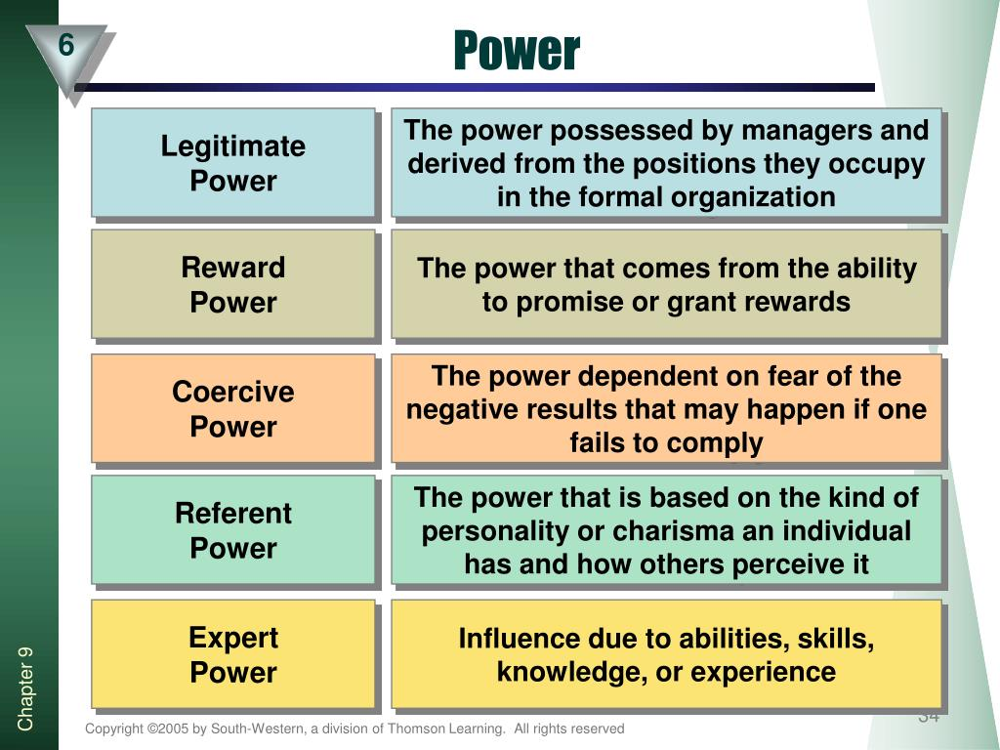 6
Power
Legitimate
Power
The power possessed by managers and
derived from the positions they occupy
in the formal organization
Reward
Power
The power that comes from the ability
to promise or grant rewards
Coercive
Power
The power dependent on fear of the
negative results that may happen if one
fails to comply
Referent
Power
The power that is based on the kind of
personality or charisma an individual
has and how others perceive it
Expert
Power
Influence due to abilities, skills,
knowledge, or experience
Chapter 9
Copyright ©2005 by South-Western, a division of Thomson Learning.  All rights reserved
34